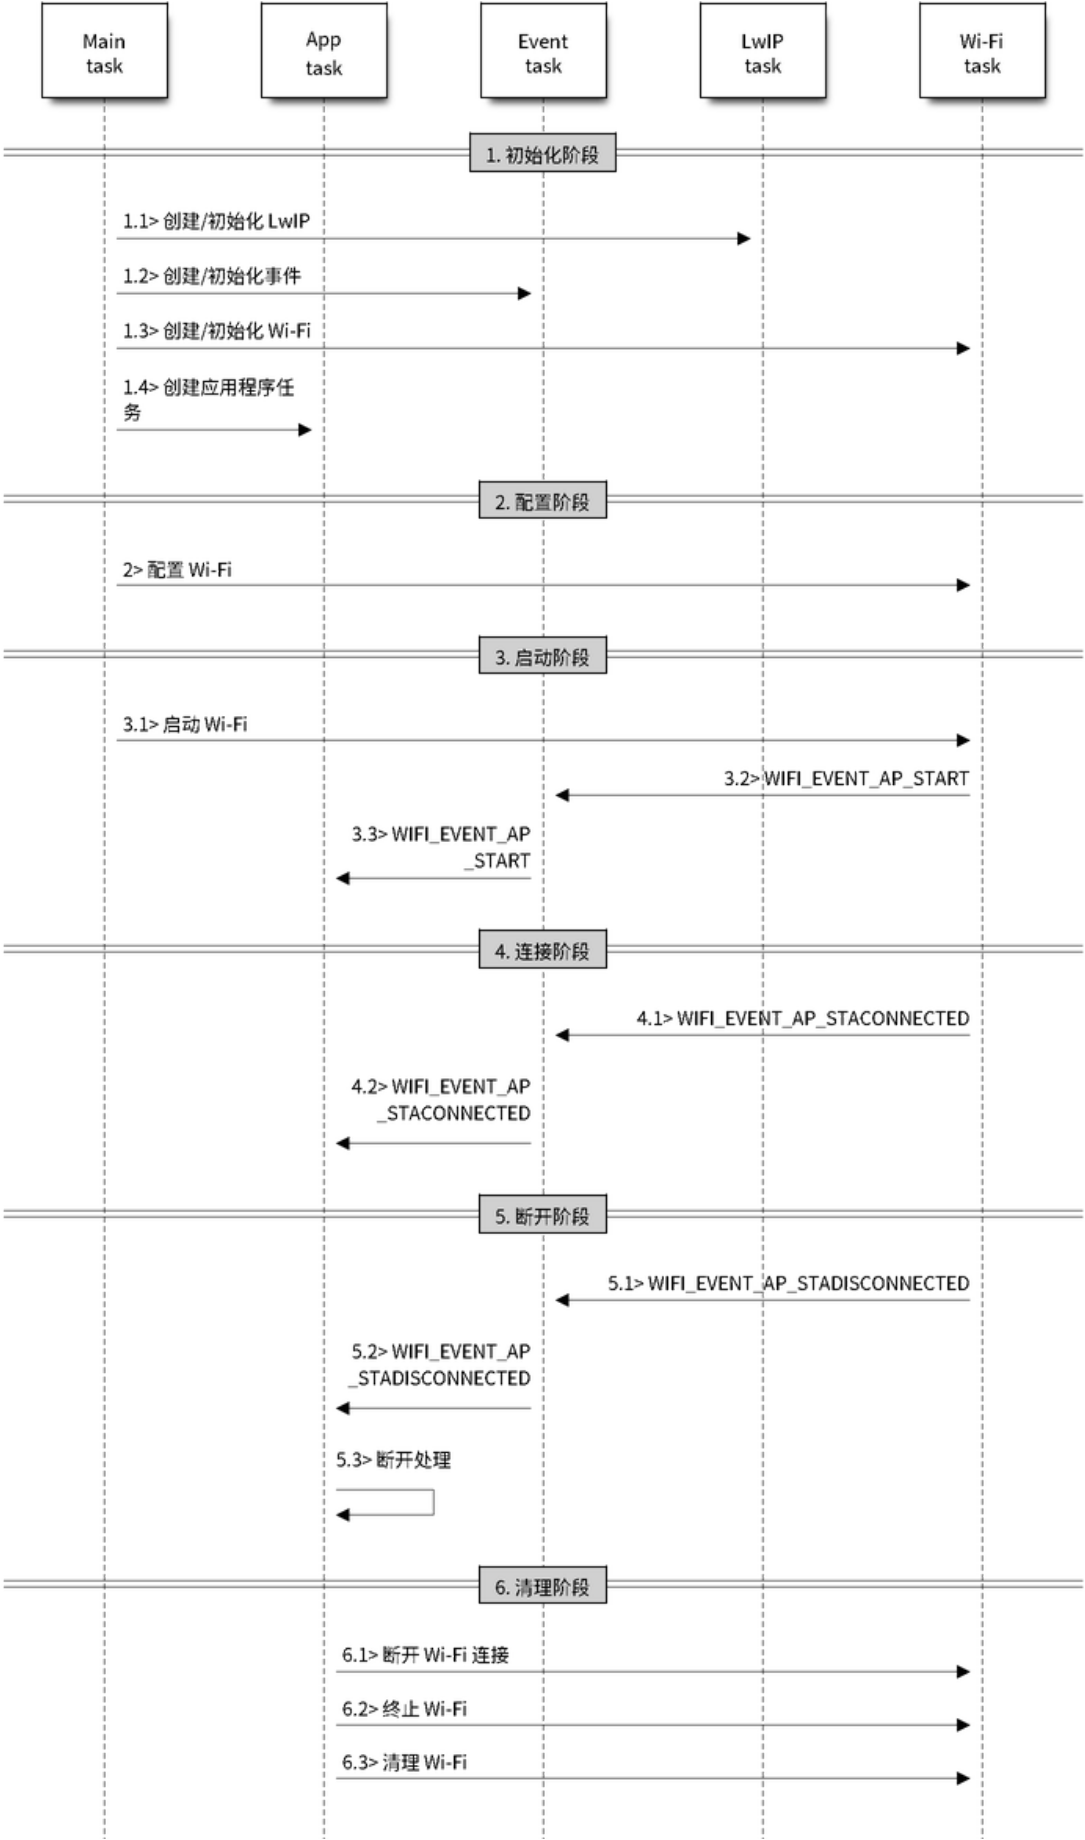 Main
task
App
task
Event
task
LwIP
task
Wi-Fi
task
1. 初始化阶段
1.1> 创建/初始化 LwIP
1.2> 创建/初始化事件
1.3> 创建/初始化 Wi-Fi
1.4> 创建应用程序任
务
2. 配置阶段
2> 配置 Wi-Fi
3. 启动阶段
3.1> 启动 Wi-Fi
3.2> WIFI_EVENT_AP_START
3.3> WIFI_EVENT_AP
_START
4. 连接阶段
4.1> WIFI_EVENT_AP_STACONNECTED
4.2> WIFI_EVENT_AP
_STACONNECTED
5. 断开阶段
5.1> WIFI_EVENT_AP_STADISCONNECTED
5.2> WIFI_EVENT_AP
_STADISCONNECTED
5.3> 断开处理
6. 清理阶段
6.1> 断开 Wi-Fi 连接
6.2> 终止 Wi-Fi
6.3> 清理 Wi-Fi